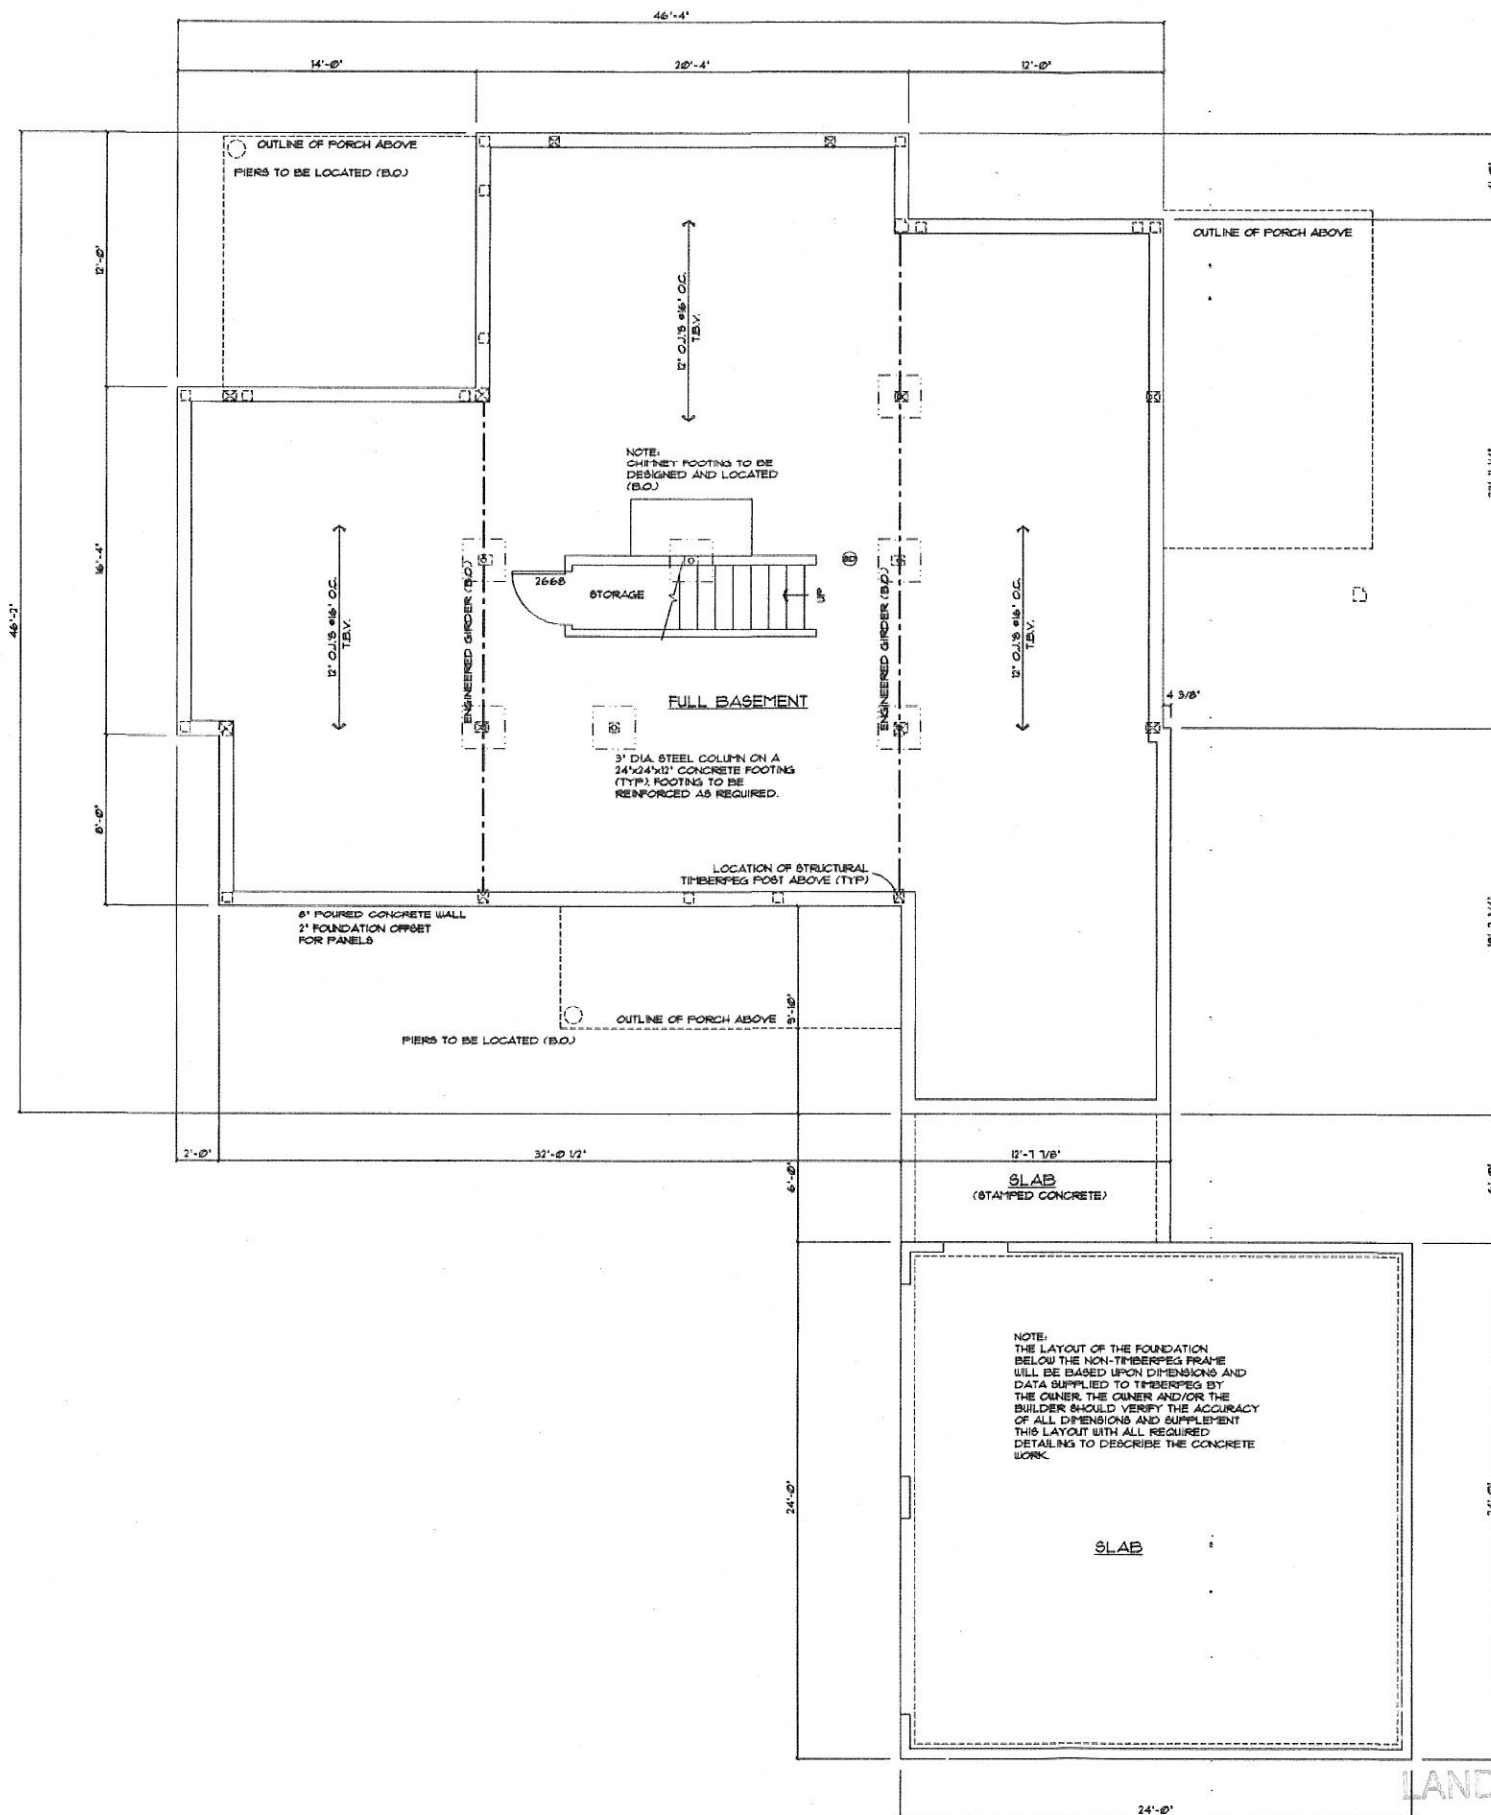 46'-4"
14'-0"
20'-4"
12'-0"
OUTLINE OF PORCH ABOVE
PIERS TO BE LOCATED (B.O.)
OUTLINE OF PORCH ABOVE
12'-0"
12" O.J.'S @16" O.C.
T.B.V.
NOTE:
CHIMNEY FOOTING TO BE
DESIGNED AND LOCATED
(B.O.)
16'-4"
46'-2"
12" O.J.'S @16" O.C.
T.B.V.
ENGINEERED GIRDER (B.O.)
2668
STORAGE
UP
SD
ENGINEERED GIRDER (B.O.)
12" O.J.'S @16" O.C.
T.B.V.
4 3/8"
FULL BASEMENT
3" DIA. STEEL COLUMN ON A
24"x24"x12" CONCRETE FOOTING
(TYP.), FOOTING TO BE
REINFORCED AS REQUIRED.
8'-0"
LOCATION OF STRUCTURAL
TIMBERPEG POST ABOVE (TYP)
8" POURED CONCRETE WALL
2" FOUNDATION OFFSET
FOR PANELS
OUTLINE OF PORCH ABOVE
9'-10"
PIERS TO BE LOCATED (B.O.)
2'-0"
32'-0 1/2"
12'-7 7/8"
6'-0"
SLAB
(STAMPED CONCRETE)
NOTE:
THE LAYOUT OF THE FOUNDATION
BELOW THE NON-TIMBERPEG FRAME
WILL BE BASED UPON DIMENSIONS AND
DATA SUPPLIED TO TIMBERPEG BY
THE OWNER. THE OWNER AND/OR THE
BUILDER SHOULD VERIFY THE ACCURACY
OF ALL DIMENSIONS AND SUPPLEMENT
THIS LAYOUT WITH ALL REQUIRED
DETAILING TO DESCRIBE THE CONCRETE
WORK.
24'-0"
SLAB
LAND
24'-0"